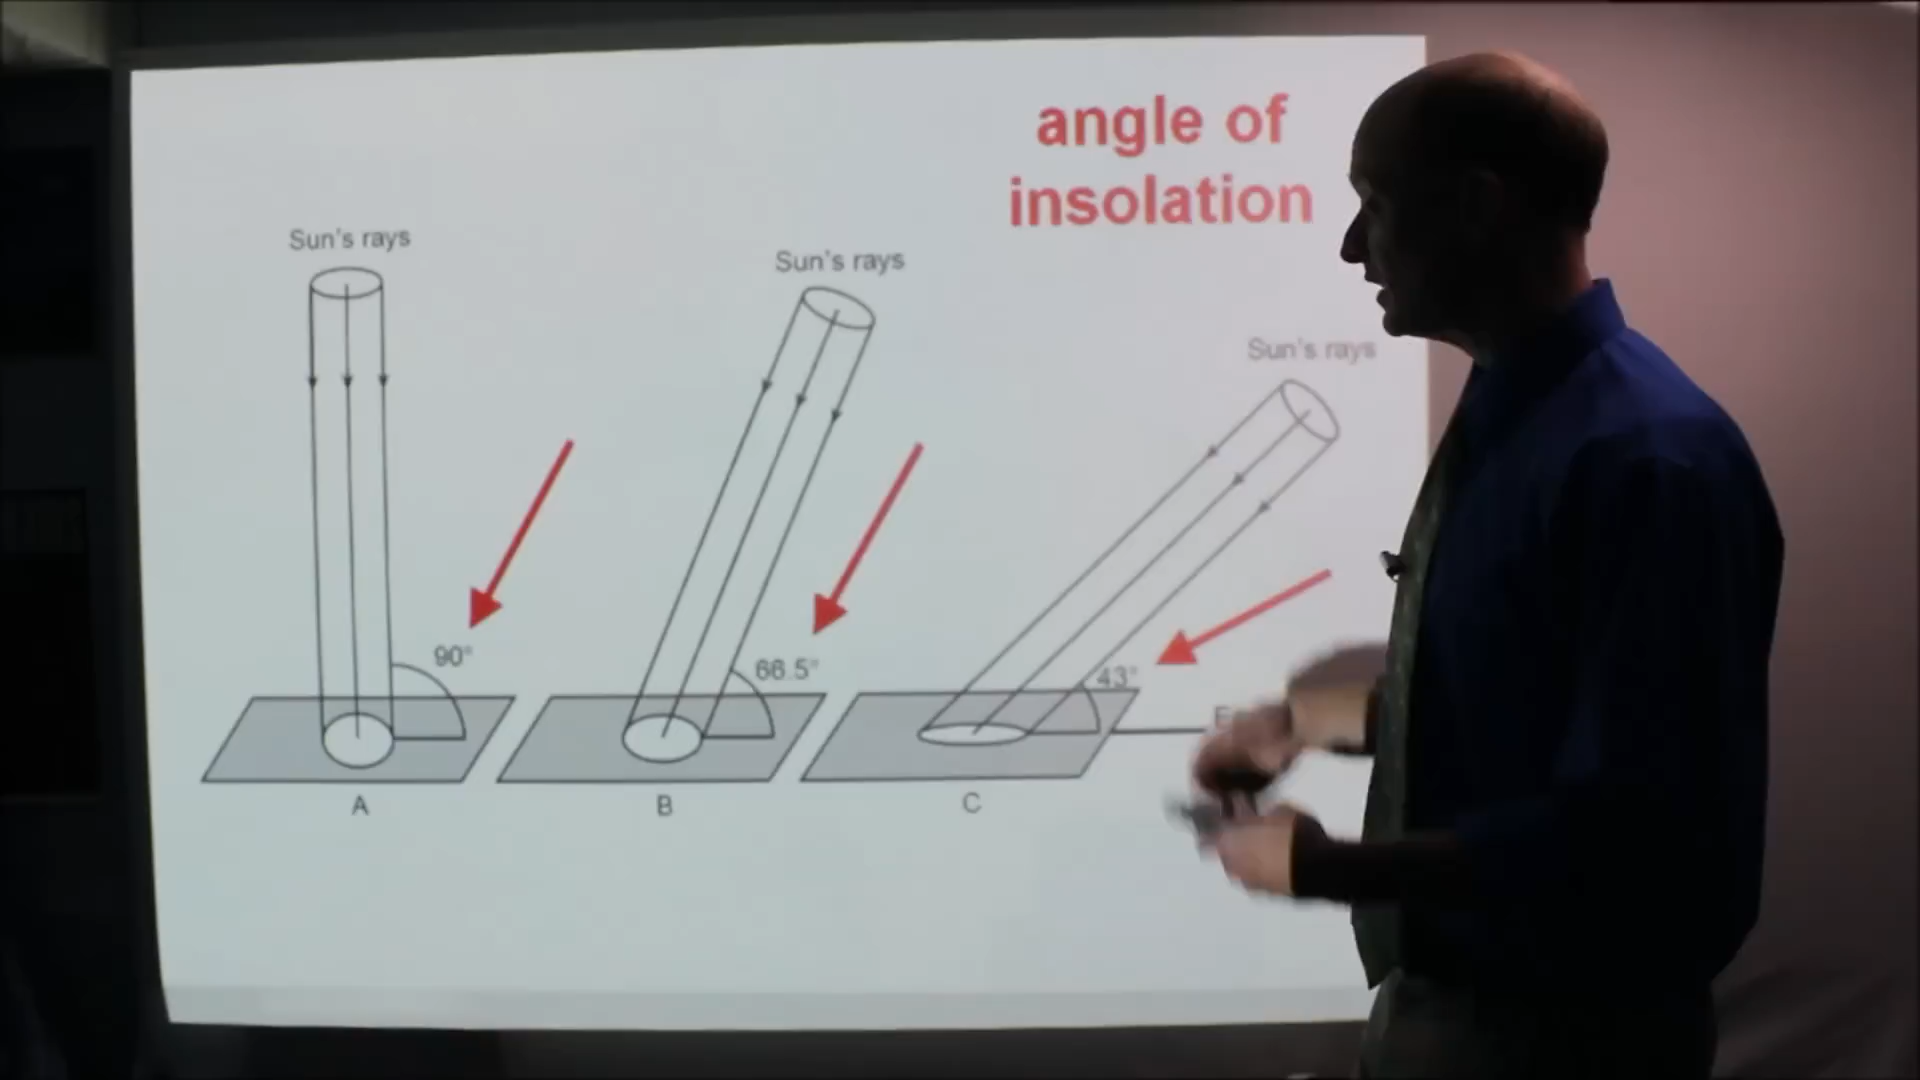 angle of
insolation
Sun's rays
Sun's rays
Sun's rays
90°
66.5°
43°
A
B
C